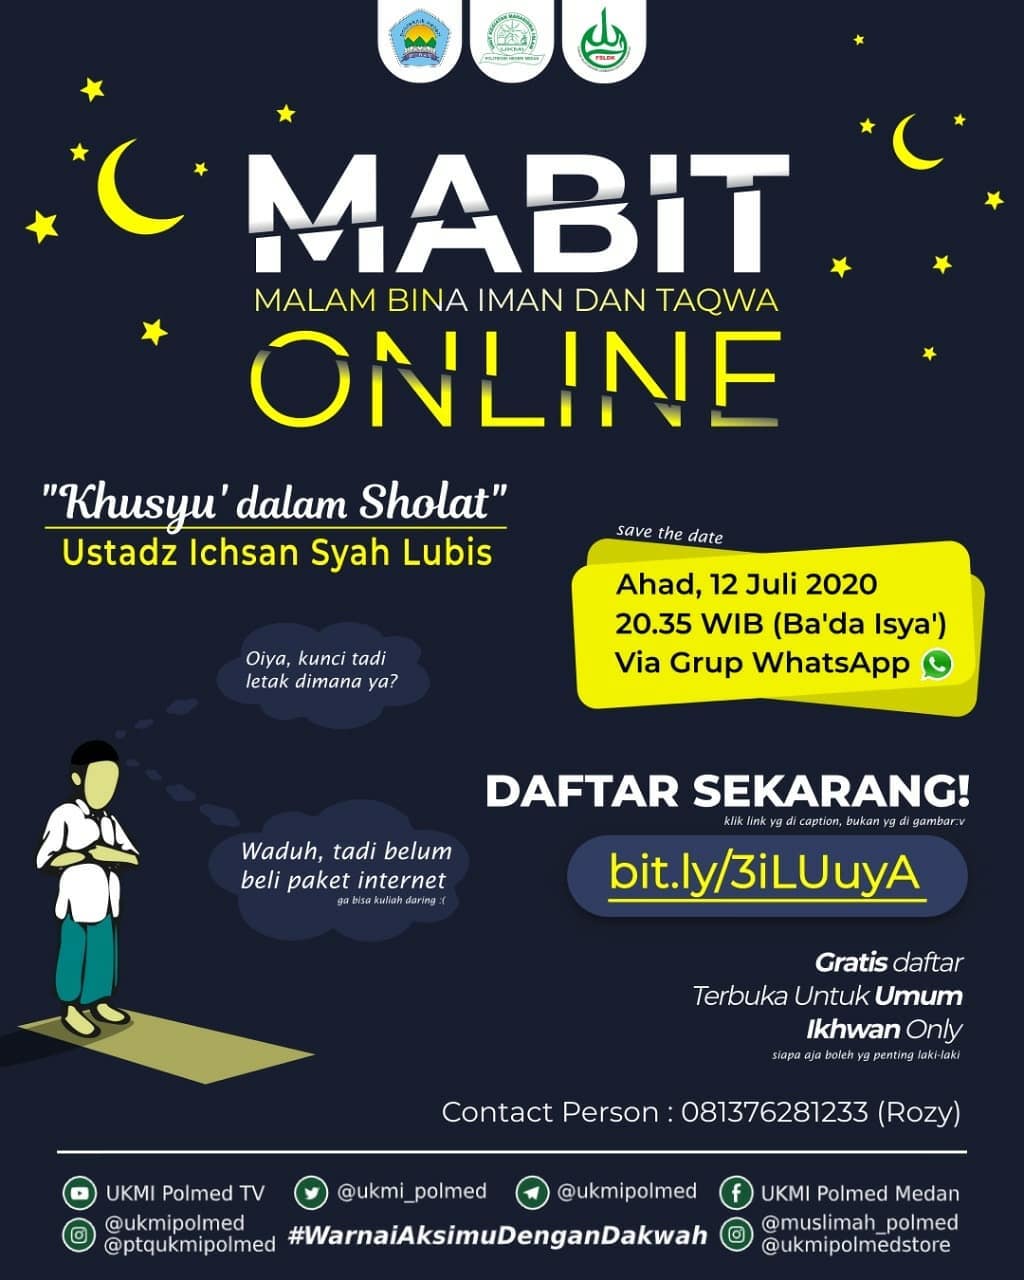 FSLDK
MABIT
MALAM BINA IMAN DAN TAQWA
ONLINE
"Khusyu' dalam Sholat"
Ustadz Ichsan Syah Lubis
save the date
Ahad, 12 Juli 2020
20.35 WIB (Ba'da Isya')
Via Grup WhatsApp
Oiya, kunci tadi
letak dimana ya?
Waduh, tadi belum
beli paket internet
ga bisa kuliah daring :(
DAFTAR SEKARANG!
klik link yg di caption, bukan yg di gambar:v
bit.ly/3iLUuyA
Gratis daftar
Terbuka Untuk Umum
Ikhwan Only
siapa aja boleh yg penting laki-laki
Contact Person : 081376281233 (Rozy)
UKMI Polmed TV
@ukmi_polmed
@ukmipolmed
UKMI Polmed Medan
@ukmipolmed
@ptqukmipolmed
#WarnaiAksimuDenganDakwah
@muslimah_polmed
@ukmipolmedstore